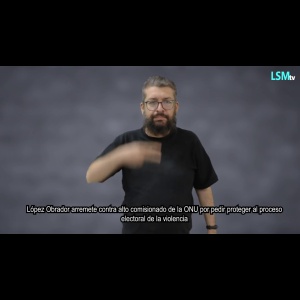 LSMtv
López Obrador arremete contra alto comisionado de la ONU por pedir proteger al proceso
electoral de la violencia